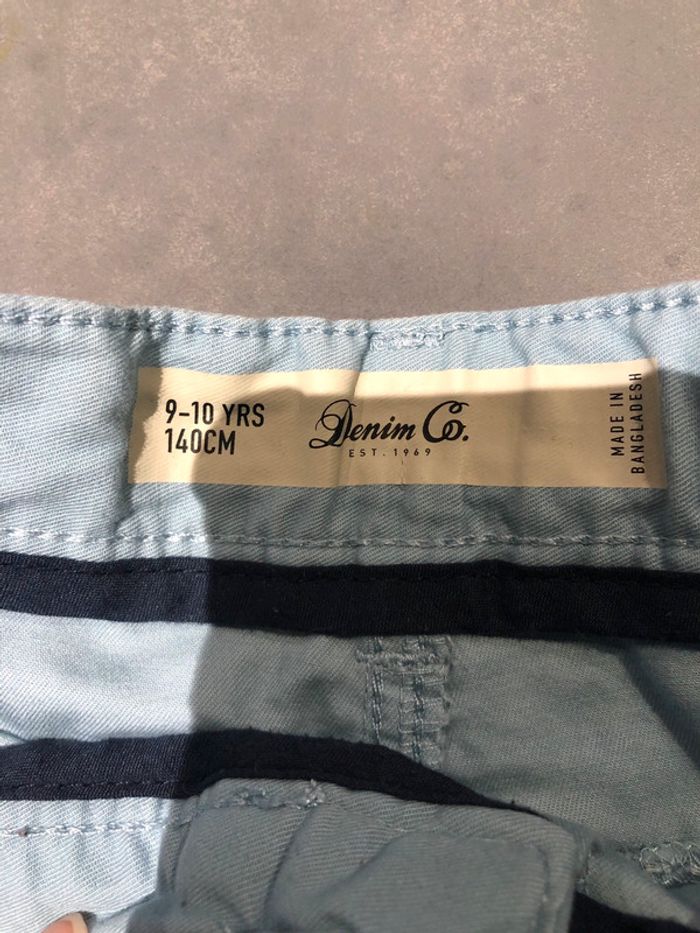 9-10 YRS
140CM
Denim Co.
EST. 1969
MADE IN
BANGLADESH